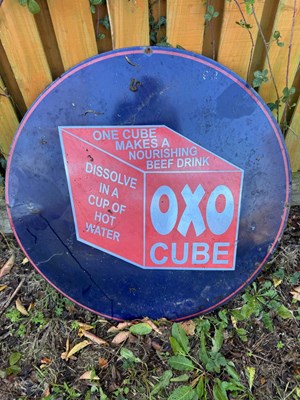 ONE CUBE
MAKES A
NOURISHING
BEEF DRINK
DISSOLVE
IN A
CUP OF
HOT
WATER
OXO
CUBE